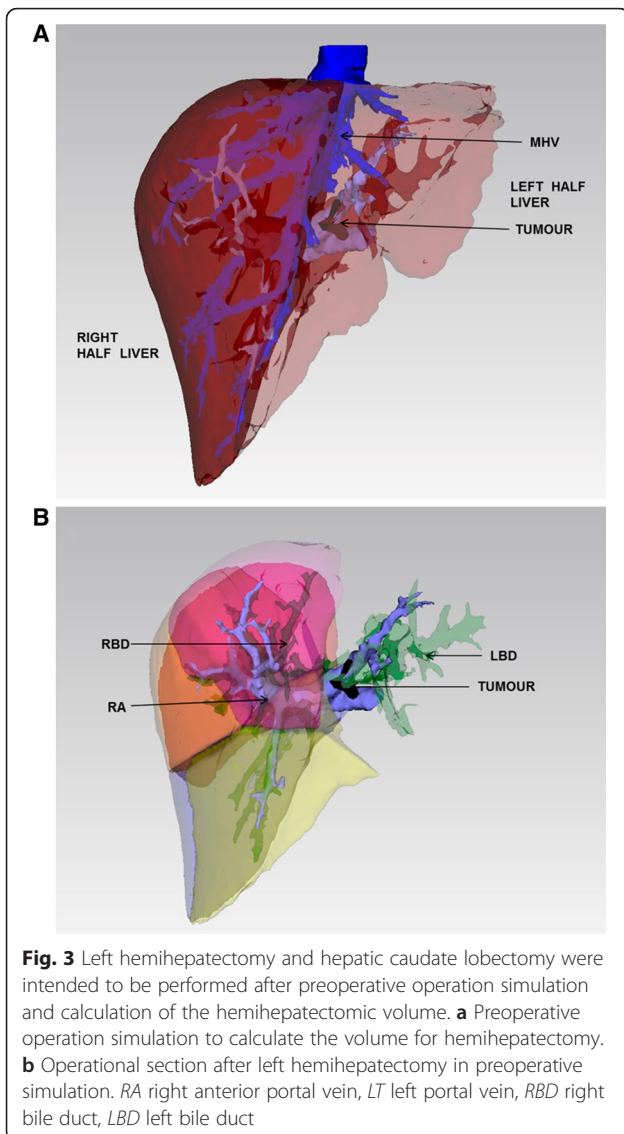 A
MHV
LEFT HALF
LIVER
TUMOUR
RIGHT
HALF LIVER
B
RBD
LBD
TUMOUR
RA
Fig. 3 Left hemihepatectomy and hepatic caudate lobectomy were
intended to be performed after preoperative operation simulation
and calculation of the hemihepatectomic volume. a Preoperative
operation simulation to calculate the volume for hemihepatectomy.
b Operational section after left hemihepatectomy in preoperative
simulation. RA right anterior portal vein, LT left portal vein, RBD right
bile duct, LBD left bile duct